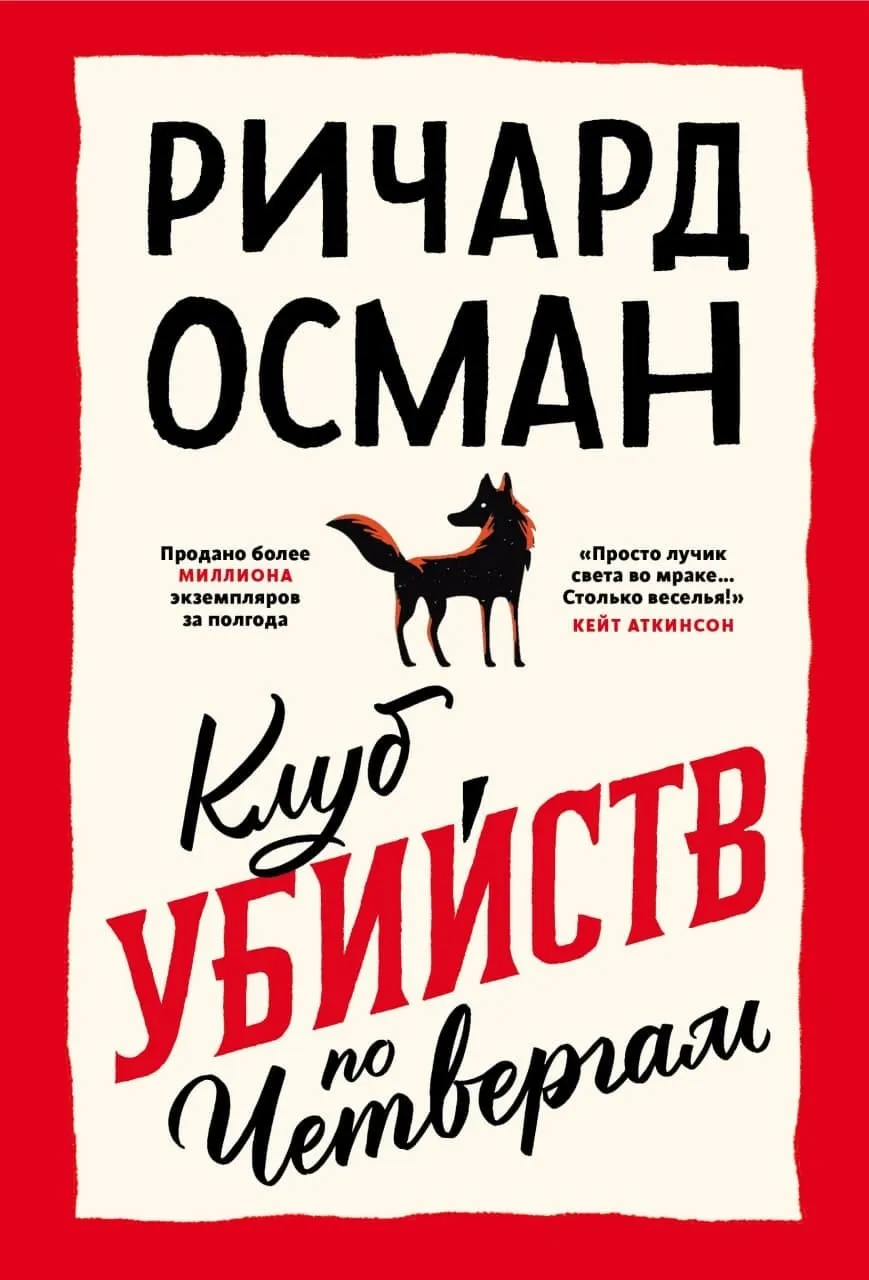 РИЧАРД
ОСМАН
Продано более
МИЛЛИОНА
экземпляров
за полгода
«Просто лучик
света во мраке...
Столько веселья!»
КЕЙТ АТКИНСОН
Клуб
УБИЙСТВ
по
Четвергам